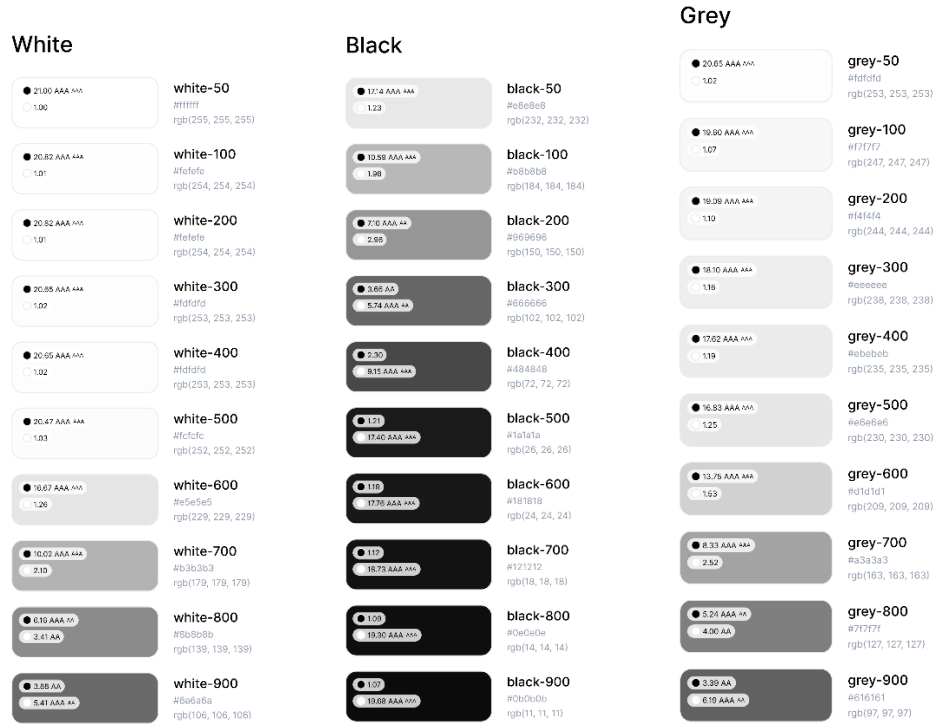 White
21.00 AAA AAA
1.00
white-50
#ffffff
rgb(255, 255, 255)
20.82 AAA AAA
1.01
white-100
#fefefe
rgb(254, 254, 254)
20.82 AAA AAA
1.01
white-200
#fefefe
rgb(254, 254, 254)
20.65 AAA AAA
1.02
white-300
#fdfdfd
rgb(253, 253, 253)
20.65 AAA AAA
1.02
white-400
#fdfdfd
rgb(253, 253, 253)
20.47 AAA AAA
1.03
white-500
#fcfcfc
rgb(252, 252, 252)
16.67 AAA AAA
1.26
white-600
#e5e5e5
rgb(229, 229, 229)
10.02 AAA AAA
2.10
white-700
#b3b3b3
rgb(179, 179, 179)
6.16 AAA AA
3.41 AA
white-800
#8b8b8b
rgb(139, 139, 139)
3.88 AA
5.41 AAA AA
white-900
#6a6a6a
rgb(106, 106, 106)
Black
17.14 AAA AAA
1.23
black-50
#e8e8e8
rgb(232, 232, 232)
10.59 AAA AAA
1.98
black-100
#b8b8b8
rgb(184, 184, 184)
7.10 AAA AA
2.96
black-200
#969696
rgb(150, 150, 150)
3.66 AA
5.74 AAA AA
black-300
#666666
rgb(102, 102, 102)
2.30
9.15 AAA AAA
black-400
#484848
rgb(72, 72, 72)
1.21
17.40 AAA AAA
black-500
#1a1a1a
rgb(26, 26, 26)
1.18
17.76 AAA AAA
black-600
#181818
rgb(24, 24, 24)
1.12
18.73 AAA AAA
black-700
#121212
rgb(18, 18, 18)
1.09
19.30 AAA AAA
black-800
#0e0e0e
rgb(14, 14, 14)
1.07
19.68 AAA AAA
black-900
#0b0b0b
rgb(11, 11, 11)
Grey
20.65 AAA AAA
1.02
grey-50
#fdfdfd
rgb(253, 253, 253)
19.60 AAA AAA
1.07
grey-100
#f7f7f7
rgb(247, 247, 247)
19.09 AAA AAA
1.10
grey-200
#f4f4f4
rgb(244, 244, 244)
18.10 AAA AAA
1.16
grey-300
#eeeeee
rgb(238, 238, 238)
17.62 AAA AAA
1.19
grey-400
#ebebeb
rgb(235, 235, 235)
16.83 AAA AAA
1.25
grey-500
#e6e6e6
rgb(230, 230, 230)
13.75 AAA AAA
1.53
grey-600
#d1d1d1
rgb(209, 209, 209)
8.33 AAA AAA
2.52
grey-700
#a3a3a3
rgb(163, 163, 163)
5.24 AAA AA
4.00 AA
grey-800
#7f7f7f
rgb(127, 127, 127)
3.39 AA
6.19 AAA AA
grey-900
#616161
rgb(97, 97, 97)